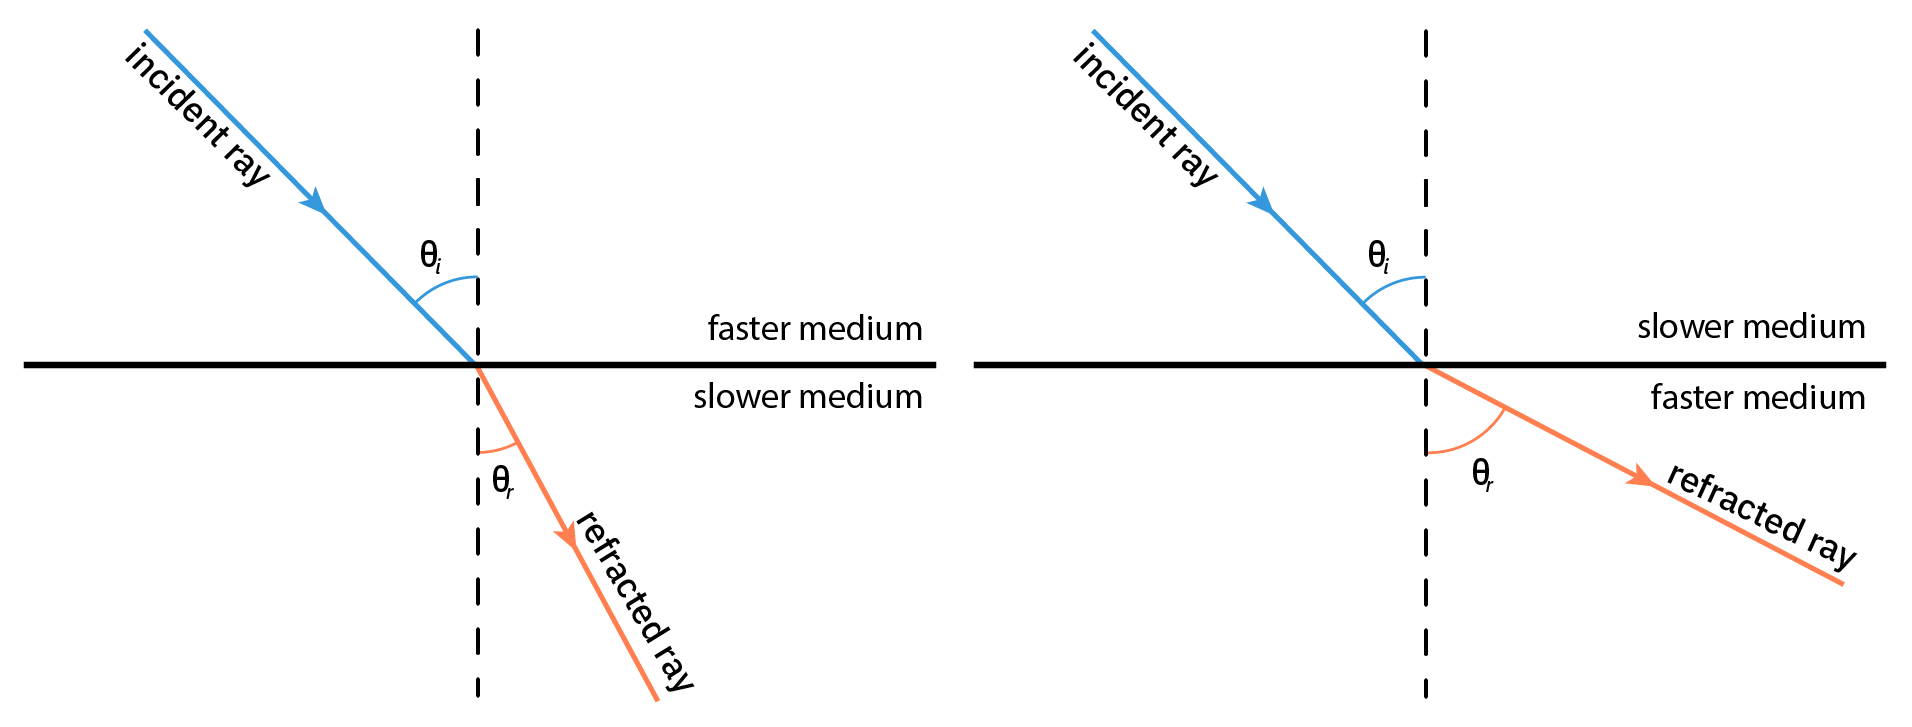 incident ray
θi
faster medium
slower medium
θr
refracted ray
incident ray
θi
slower medium
faster medium
θr
refracted ray